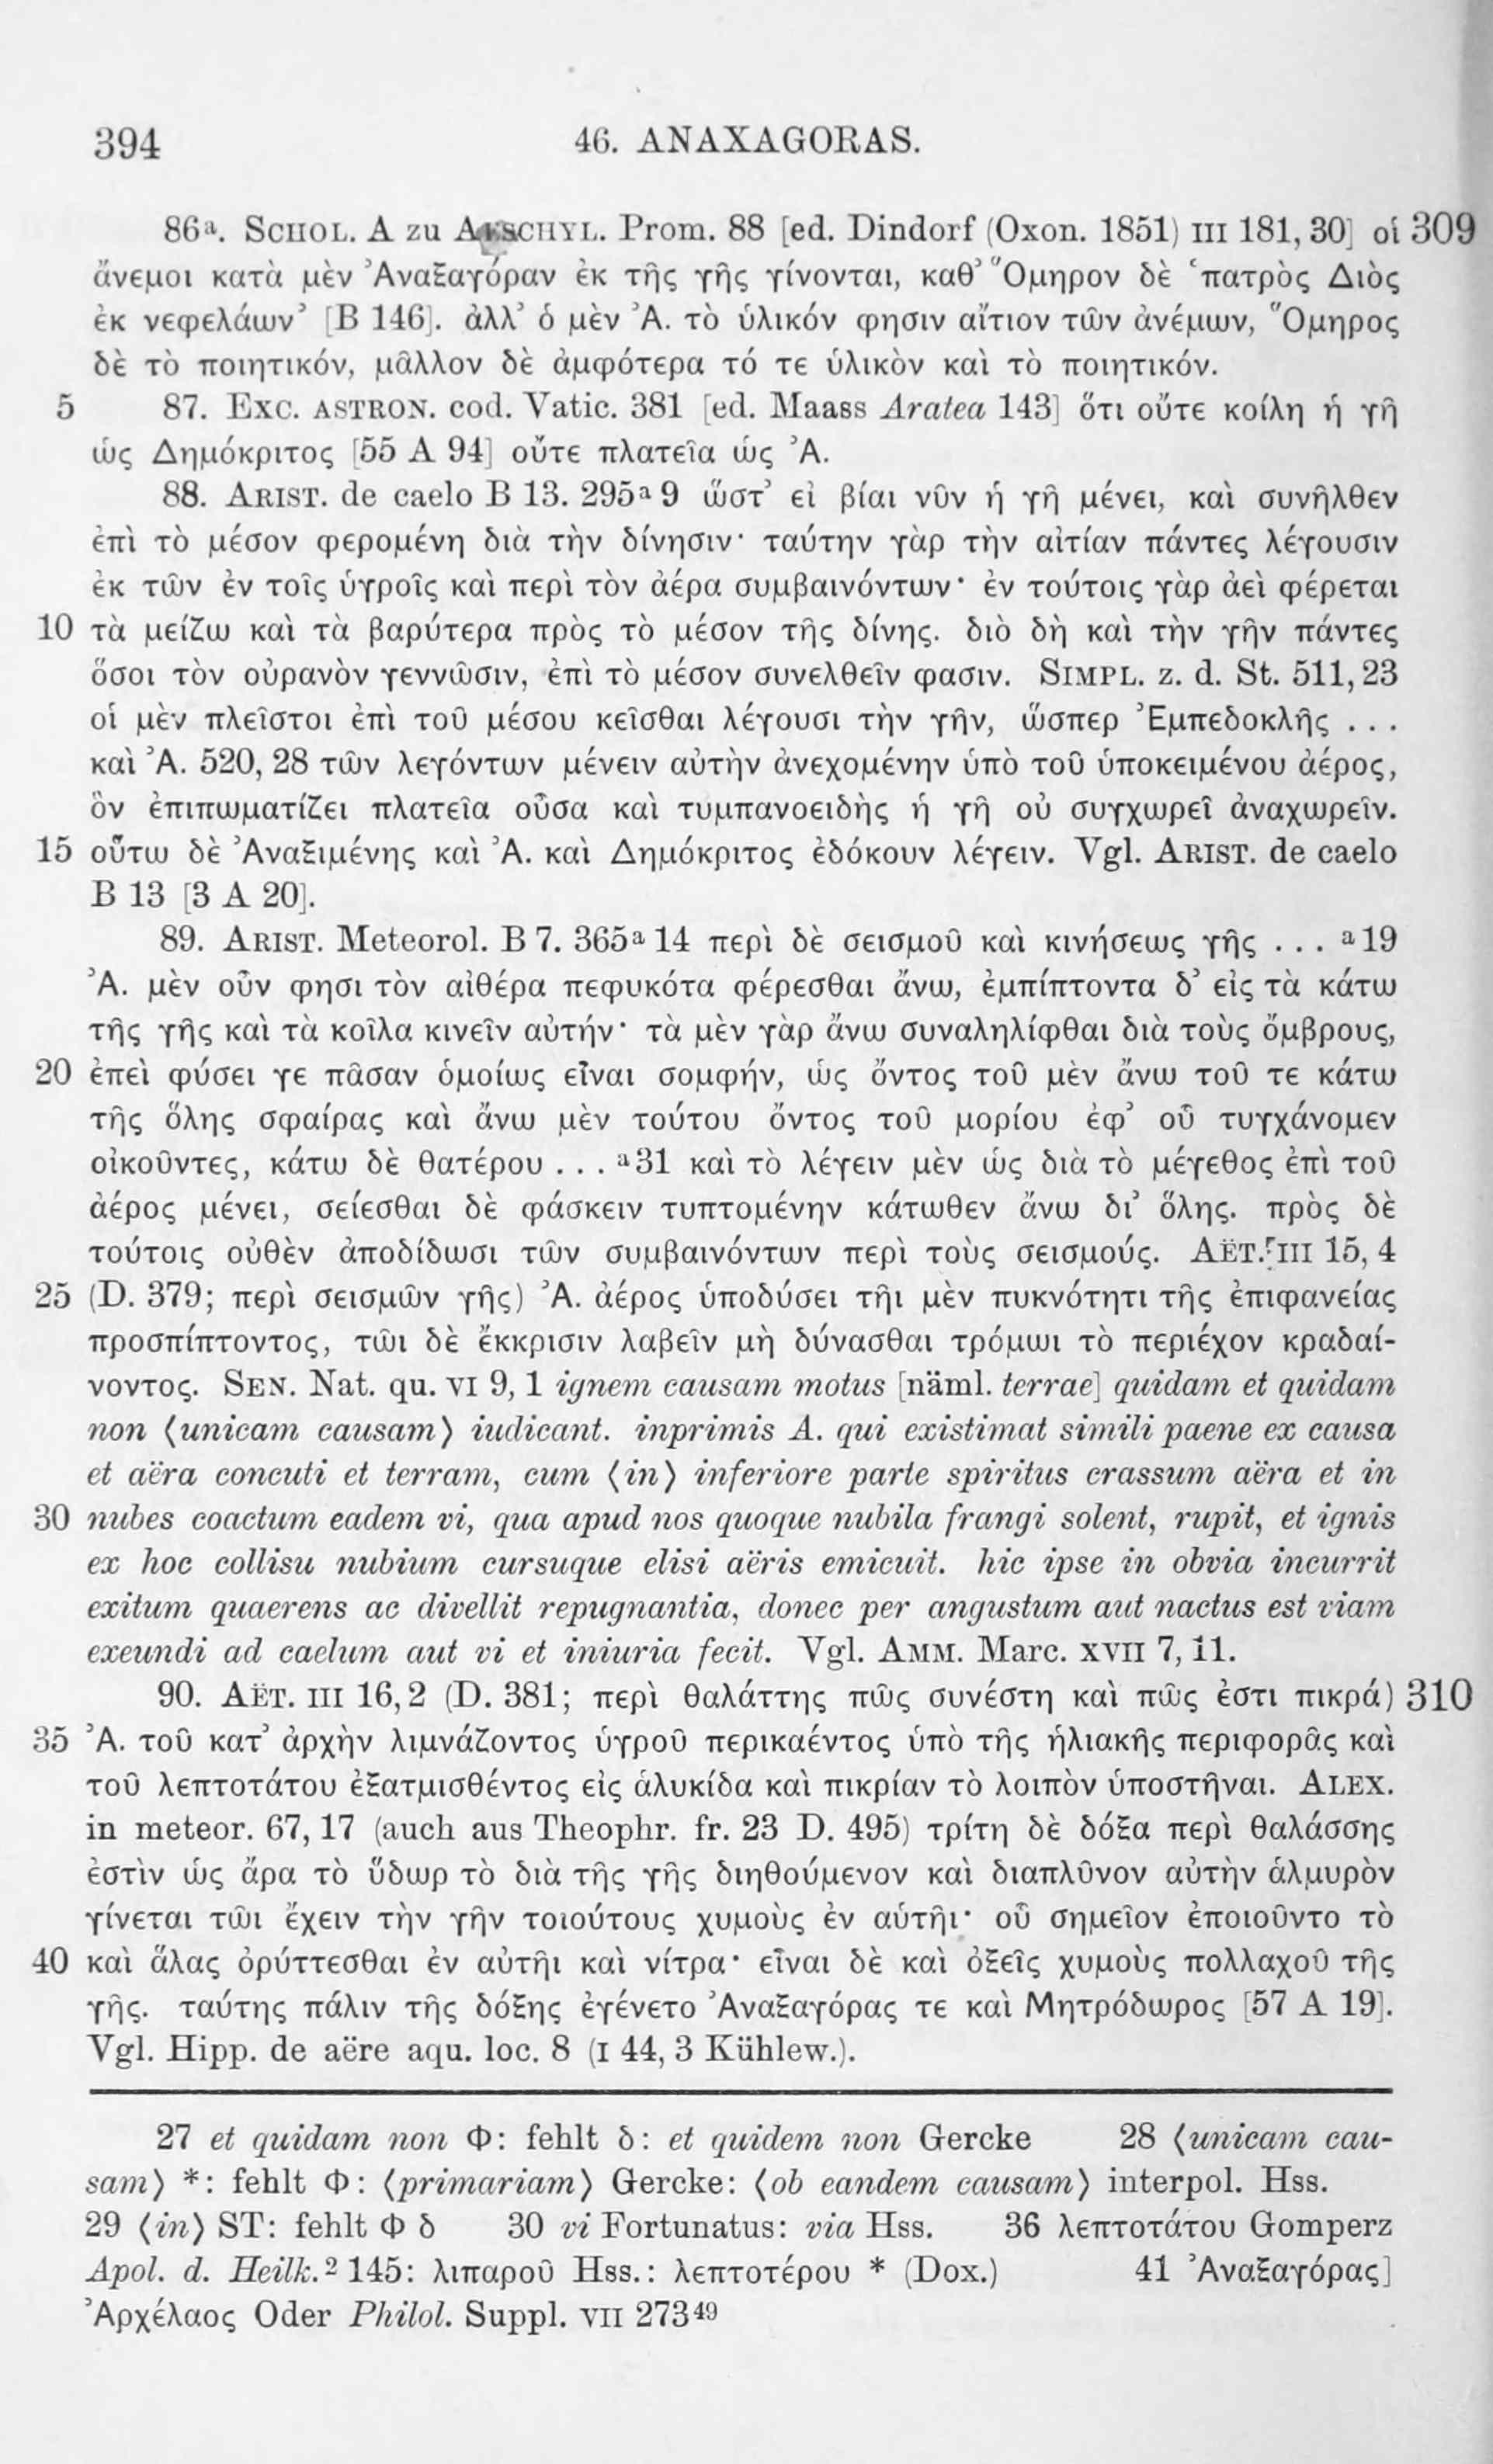 394 46. ANAXAGORAS.
86ᵃ. SCHOL. A zu AESCHYL. Prom. 88 [ed. Dindorf (Oxon. 1851) III 181, 30] οἱ 309
ἄνεμοι κατὰ μὲν Ἀναξαγόραν ἐκ τῆς γῆς γίνονται, καθ’ Ὅμηρον δὲ ‘πατρὸς Διὸς
ἐκ νεφελάων’ [B 146]. ἀλλ’ ὁ μὲν Ἀ. τὸ ὑλικόν φησιν αἴτιον τῶν ἀνέμων, Ὅμηρος
δὲ τὸ ποιητικόν, μᾶλλον δὲ ἀμφότερα τό τε ὑλικὸν καὶ τὸ ποιητικόν.
5 87. EXC. ASTRON. cod. Vatic. 381 [ed. Maass Aratea 143] ὅτι οὔτε κοίλη ἡ γῆ
ὡς Δημόκριτος [55 A 94] οὔτε πλατεῖα ὡς Ἀ.
88. ARIST. de caelo B 13. 295ᵃ 9 ὥστ’ εἰ βίαι νῦν ἡ γῆ μένει, καὶ συνῆλθεν
ἐπὶ τὸ μέσον φερομένη διὰ τὴν δίνησιν· ταύτην γὰρ τὴν αἰτίαν πάντες λέγουσιν
ἐκ τῶν ἐν τοῖς ὑγροῖς καὶ περὶ τὸν ἀέρα συμβαινόντων· ἐν τούτοις γὰρ ἀεὶ φέρεται
10 τὰ μείζω καὶ τὰ βαρύτερα πρὸς τὸ μέσον τῆς δίνης. διὸ δὴ καὶ τὴν γῆν πάντες
ὅσοι τὸν οὐρανὸν γεννῶσιν, ἐπὶ τὸ μέσον συνελθεῖν φασιν. SIMPL. z. d. St. 511, 23
οἱ μὲν πλεῖστοι ἐπὶ τοῦ μέσου κεῖσθαι λέγουσι τὴν γῆν, ὥσπερ Ἐμπεδοκλῆς ...
καὶ Ἀ. 520, 28 τῶν λεγόντων μένειν αὐτὴν ἀνεχομένην ὑπὸ τοῦ ὑποκειμένου ἀέρος,
ὃν ἐπιπωματίζει πλατεῖα οὖσα καὶ τυμπανοειδὴς ἡ γῆ οὐ συγχωρεῖ ἀναχωρεῖν.
15 οὕτω δὲ Ἀναξιμένης καὶ Ἀ. καὶ Δημόκριτος ἐδόκουν λέγειν. Vgl. ARIST. de caelo
B 13 [3 A 20].
89. ARIST. Meteorol. B 7. 365ᵃ 14 περὶ δὲ σεισμοῦ καὶ κινήσεως γῆς ... ᵃ19
Ἀ. μὲν οὖν φησι τὸν αἰθέρα πεφυκότα φέρεσθαι ἄνω, ἐμπίπτοντα δ’ εἰς τὰ κάτω
τῆς γῆς καὶ τὰ κοῖλα κινεῖν αὐτήν· τὰ μὲν γὰρ ἄνω συναληλίφθαι διὰ τοὺς ὄμβρους,
20 ἐπεὶ φύσει γε πᾶσαν ὁμοίως εἶναι σομφήν, ὡς ὄντος τοῦ μὲν ἄνω τοῦ τε κάτω
τῆς ὅλης σφαίρας καὶ ἄνω μὲν τούτου ὄντος τοῦ μορίου ἐφ’ οὗ τυγχάνομεν
οἰκοῦντες, κάτω δὲ θατέρου ... ᵃ31 καὶ τὸ λέγειν μὲν ὡς διὰ τὸ μέγεθος ἐπὶ τοῦ
ἀέρος μένει, σείεσθαι δὲ φάσκειν τυπτομένην κάτωθεν ἄνω δι’ ὅλης. πρὸς δὲ
τούτοις οὐθὲν ἀποδίδωσι τῶν συμβαινόντων περὶ τοὺς σεισμούς. AËT. III 15, 4
25 (D. 379; περὶ σεισμῶν γῆς) Ἀ. ἀέρος ὑποδύσει τῆι μὲν πυκνότητι τῆς ἐπιφανείας
προσπίπτοντος, τῶι δὲ ἔκκρισιν λαβεῖν μὴ δύνασθαι τρόμωι τὸ περιέχον κραδαί-
νοντος. SEN. Nat. qu. VI 9, 1 ignem causam motus [näml. terrae] quidam et quidam
non ⟨unicam causam⟩ iudicant. inprimis A. qui existimat simili paene ex causa
et aëra concuti et terram, cum ⟨in⟩ inferiore parte spiritus crassum aëra et in
30 nubes coactum eadem vi, qua apud nos quoque nubila frangi solent, rupit, et ignis
ex hoc collisu nubium cursuque elisi aëris emicuit. hic ipse in obvia incurrit
exitum quaerens ac divellit repugnantia, donec per angustum aut nactus est viam
exeundi ad caelum aut vi et iniuria fecit. Vgl. AMM. Marc. XVII 7, 11.
90. AËT. III 16, 2 (D. 381; περὶ θαλάττης πῶς συνέστη καὶ πῶς ἐστι πικρά) 310
35 Ἀ. τοῦ κατ’ ἀρχὴν λιμνάζοντος ὑγροῦ περικαέντος ὑπὸ τῆς ἡλιακῆς περιφορᾶς καὶ
τοῦ λεπτοτάτου ἐξατμισθέντος εἰς ἁλυκίδα καὶ πικρίαν τὸ λοιπὸν ὑποστῆναι. ALEX.
in meteor. 67, 17 (auch aus Theophr. fr. 23 D. 495) τρίτη δὲ δόξα περὶ θαλάσσης
ἐστὶν ὡς ἄρα τὸ ὕδωρ τὸ διὰ τῆς γῆς διηθούμενον καὶ διαπλῦνον αὐτὴν ἁλμυρὸν
γίνεται τῶι ἔχειν τὴν γῆν τοιούτους χυμοὺς ἐν αὑτῆι· οὗ σημεῖον ἐποιοῦντο τὸ
40 καὶ ἅλας ὀρύττεσθαι ἐν αὐτῆι καὶ νίτρα· εἶναι δὲ καὶ ὀξεῖς χυμοὺς πολλαχοῦ τῆς
γῆς. ταύτης πάλιν τῆς δόξης ἐγένετο Ἀναξαγόρας τε καὶ Μητρόδωρος [57 A 19].
Vgl. Hipp. de aëre aqu. loc. 8 (I 44, 3 Kühlew.).
27 et quidam non Φ: fehlt δ: et quidem non Gercke 28 ⟨unicam cau-
sam⟩ *: fehlt Φ: ⟨primariam⟩ Gercke: ⟨ob eandem causam⟩ interpol. Hss.
29 ⟨in⟩ ST: fehlt Φ δ 30 vi Fortunatus: via Hss. 36 λεπτοτάτου Gomperz
Apol. d. Heilk.² 145: λιπαροῦ Hss.: λεπτοτέρου * (Dox.) 41 Ἀναξαγόρας]
Ἀρχέλαος Oder Philol. Suppl. VII 273⁴⁹